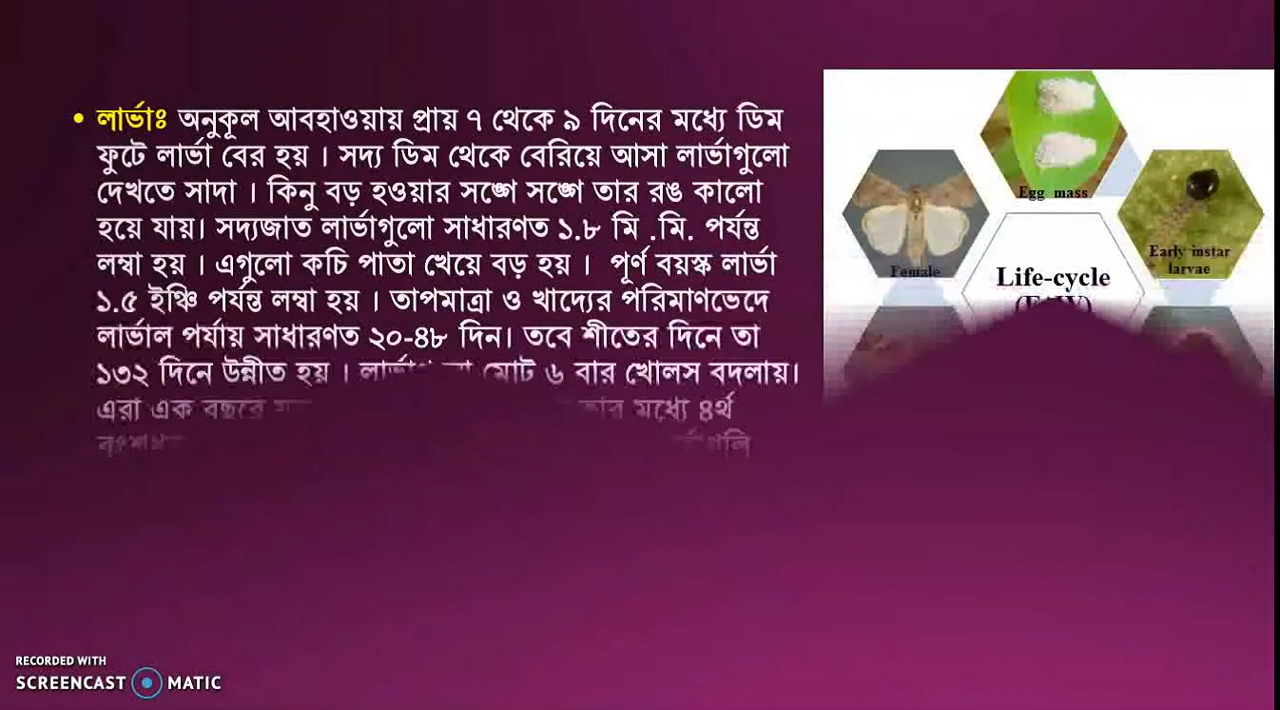 • লার্ভাঃ অনুকূল আবহাওয়ায় প্রায় ৭ থেকে ৯ দিনের মধ্যে ডিম
ফুটে লার্ভা বের হয় । সদ্য ডিম থেকে বেরিয়ে আসা লার্ভাগুলো
দেখতে সাদা । কিনু বড় হওয়ার সঙ্গে সঙ্গে তার রঙ কালো
হয়ে যায়। সদ্যজাত লার্ভাগুলো সাধারণত ১.৮ মি .মি. পর্যন্ত
লম্বা হয় । এগুলো কচি পাতা খেয়ে বড় হয় । পূর্ণ বয়স্ক লার্ভা
১.৫ ইঞ্চি পর্যন্ত লম্বা হয় । তাপমাত্রা ও খাদ্যের পরিমাণভেদে
লার্ভাল পর্যায় সাধারণত ২০-৪৮ দিন। তবে শীতের দিনে তা
১৩২ দিনে উন্নীত হয় । মোট ৬ বার খোলস বদলায়।
এরা এক বছরে মধ্যে ৪র্থ
Egg mass
Early instar
larvae
Female
Life-cycle
RECORDED WITH
SCREENCAST MATIC